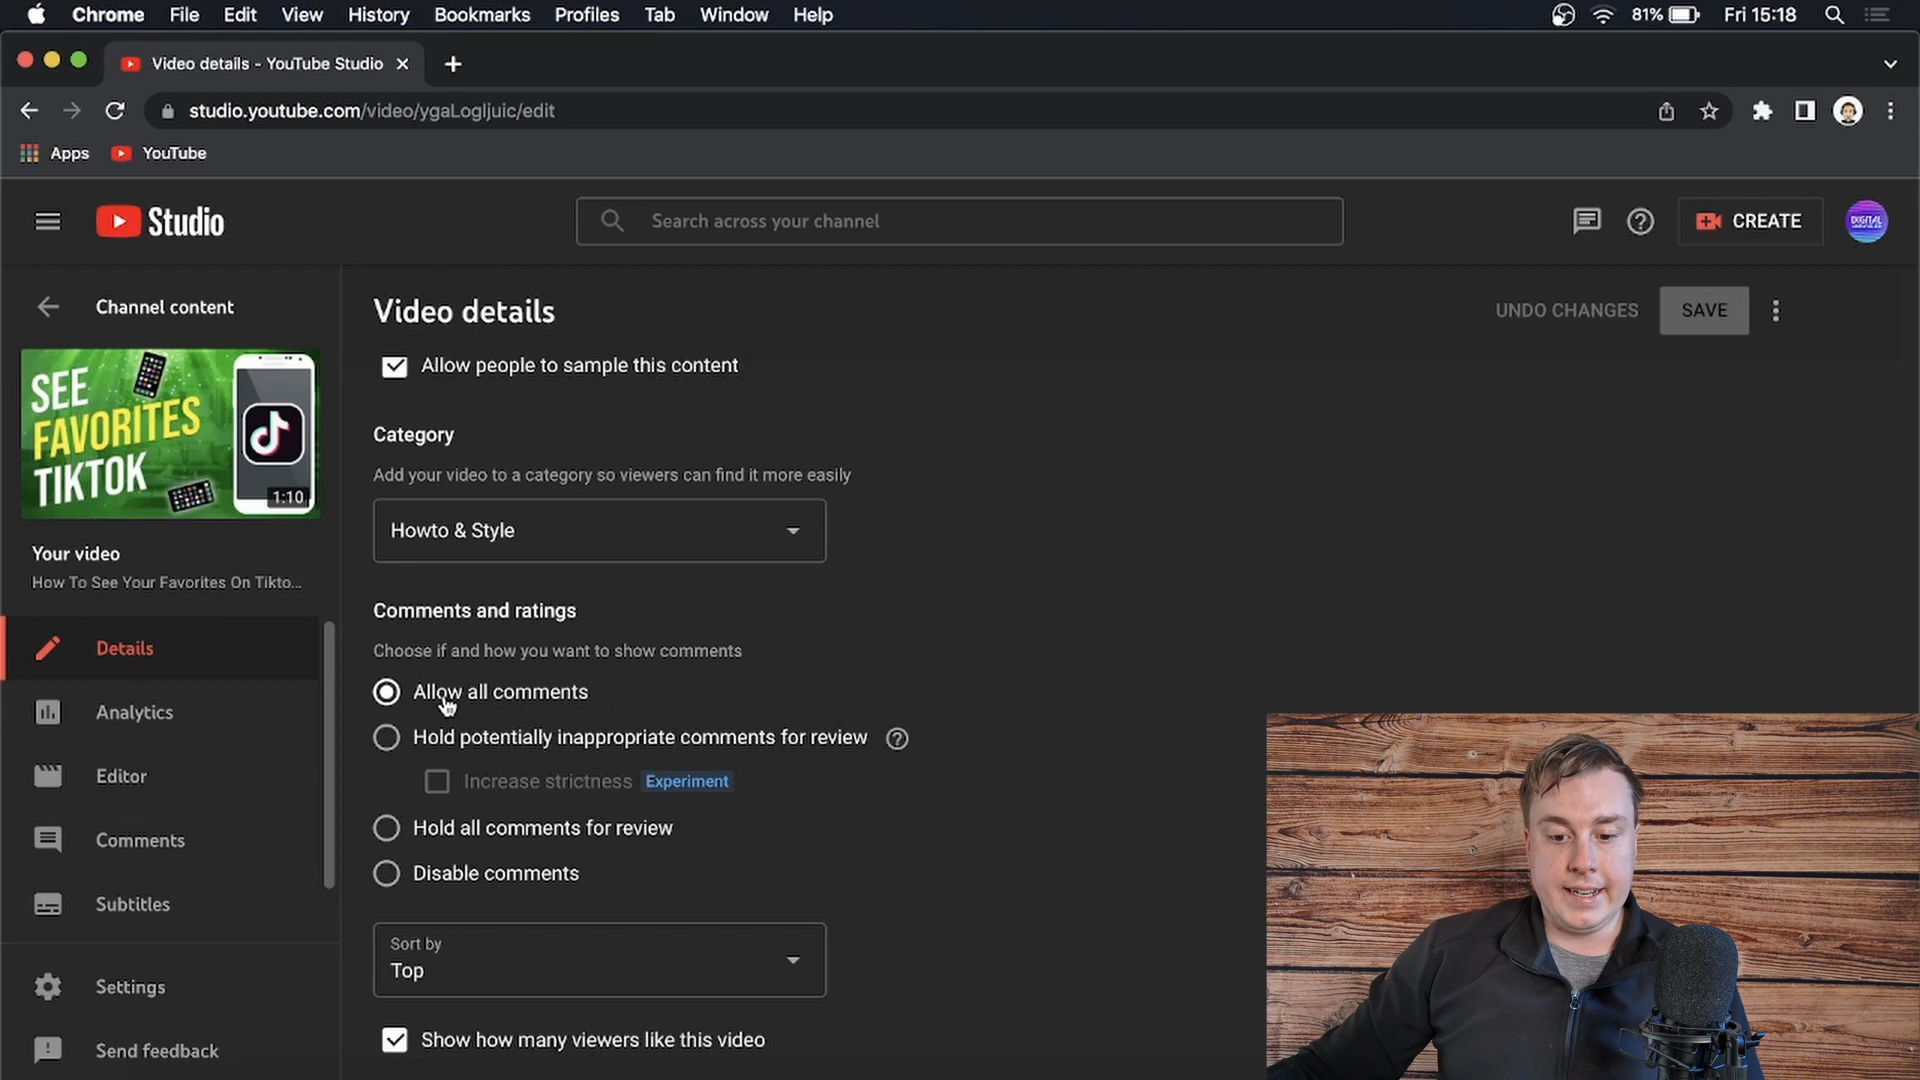 Chrome File Edit View History Bookmarks Profiles Tab Window Help 81% Fri 15:18
Video details - YouTube Studio
studio.youtube.com/video/ygaLogljuic/edit
Apps YouTube
Studio Search across your channel CREATE
DIGITAL
Channel content
SEE
FAVORITES
TIKTOK
1:10
Your video
How To See Your Favorites On Tikto...
Details
Analytics
Editor
Comments
Subtitles
Settings
Send feedback
Video details UNDO CHANGES SAVE
Allow people to sample this content
Category
Add your video to a category so viewers can find it more easily
Howto & Style
Comments and ratings
Choose if and how you want to show comments
Allow all comments
Hold potentially inappropriate comments for review
Increase strictness Experiment
Hold all comments for review
Disable comments
Sort by
Top
Show how many viewers like this video